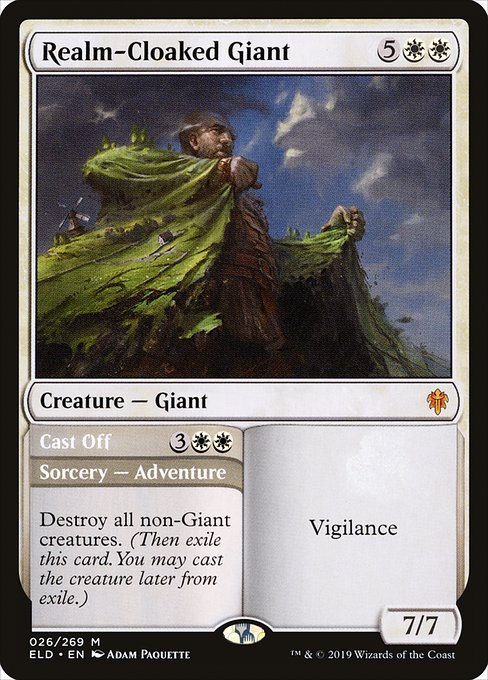 Realm-Cloaked Giant 5
Creature — Giant
Cast Off 3
Sorcery — Adventure
Destroy all non-Giant
creatures. (Then exile
this card. You may cast
the creature later from
exile.)
Vigilance
7/7
026/269 M
ELD • EN Adam Paquette
™ & © 2019 Wizards of the Coast